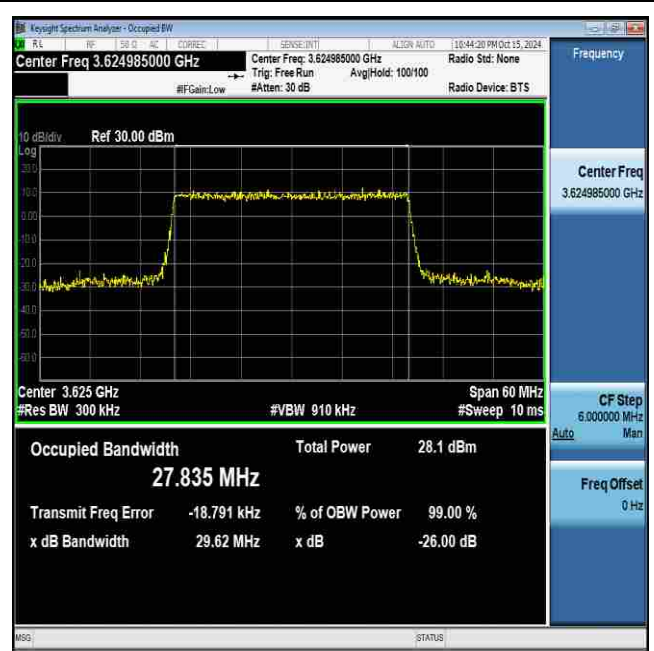 Keysight Spectrum Analyzer - Occupied BW
RL RF 50 Ω AC CORREC SENSE:INT ALIGN AUTO 10:44:20 PM Oct 15, 2024
Center Freq 3.624985000 GHz
Center Freq: 3.624985000 GHz
Radio Std: None
Trig: Free Run Avg|Hold: 100/100
#IFGain:Low #Atten: 30 dB Radio Device: BTS
Frequency
10 dB/div Ref 30.00 dBm
Log
20.0
10.0
0.00
-10.0
-20.0
-30.0
-40.0
-50.0
-60.0
Center 3.625 GHz Span 60 MHz
#Res BW 300 kHz #VBW 910 kHz #Sweep 10 ms
Center Freq
3.624985000 GHz
CF Step
6.000000 MHz
Auto Man
Freq Offset
0 Hz
Occupied Bandwidth Total Power 28.1 dBm
27.835 MHz
Transmit Freq Error -18.791 kHz % of OBW Power 99.00 %
x dB Bandwidth 29.62 MHz x dB -26.00 dB
MSG STATUS